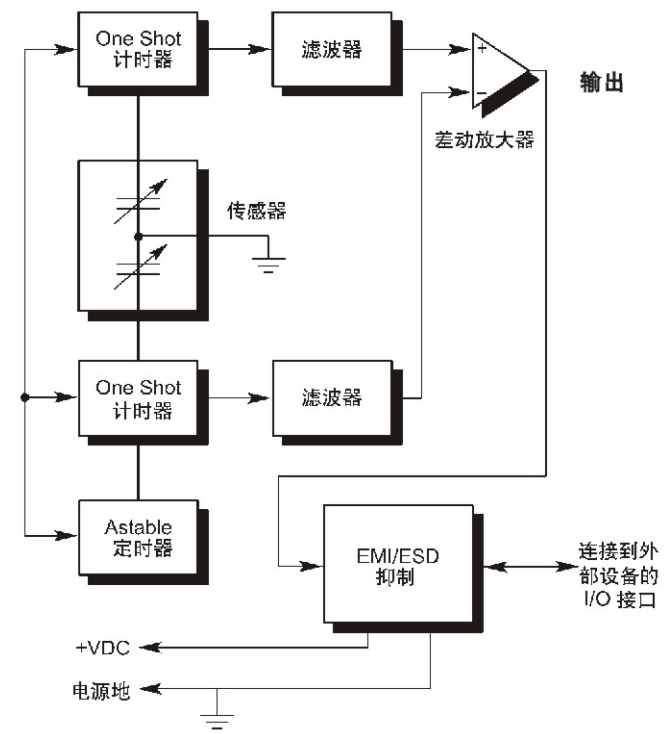 One Shot
计时器
滤波器
+
−
输出
差动放大器
传感器
One Shot
计时器
滤波器
Astable
定时器
EMI/ESD
抑制
连接到外
部设备的
I/O 接口
+VDC
电源地